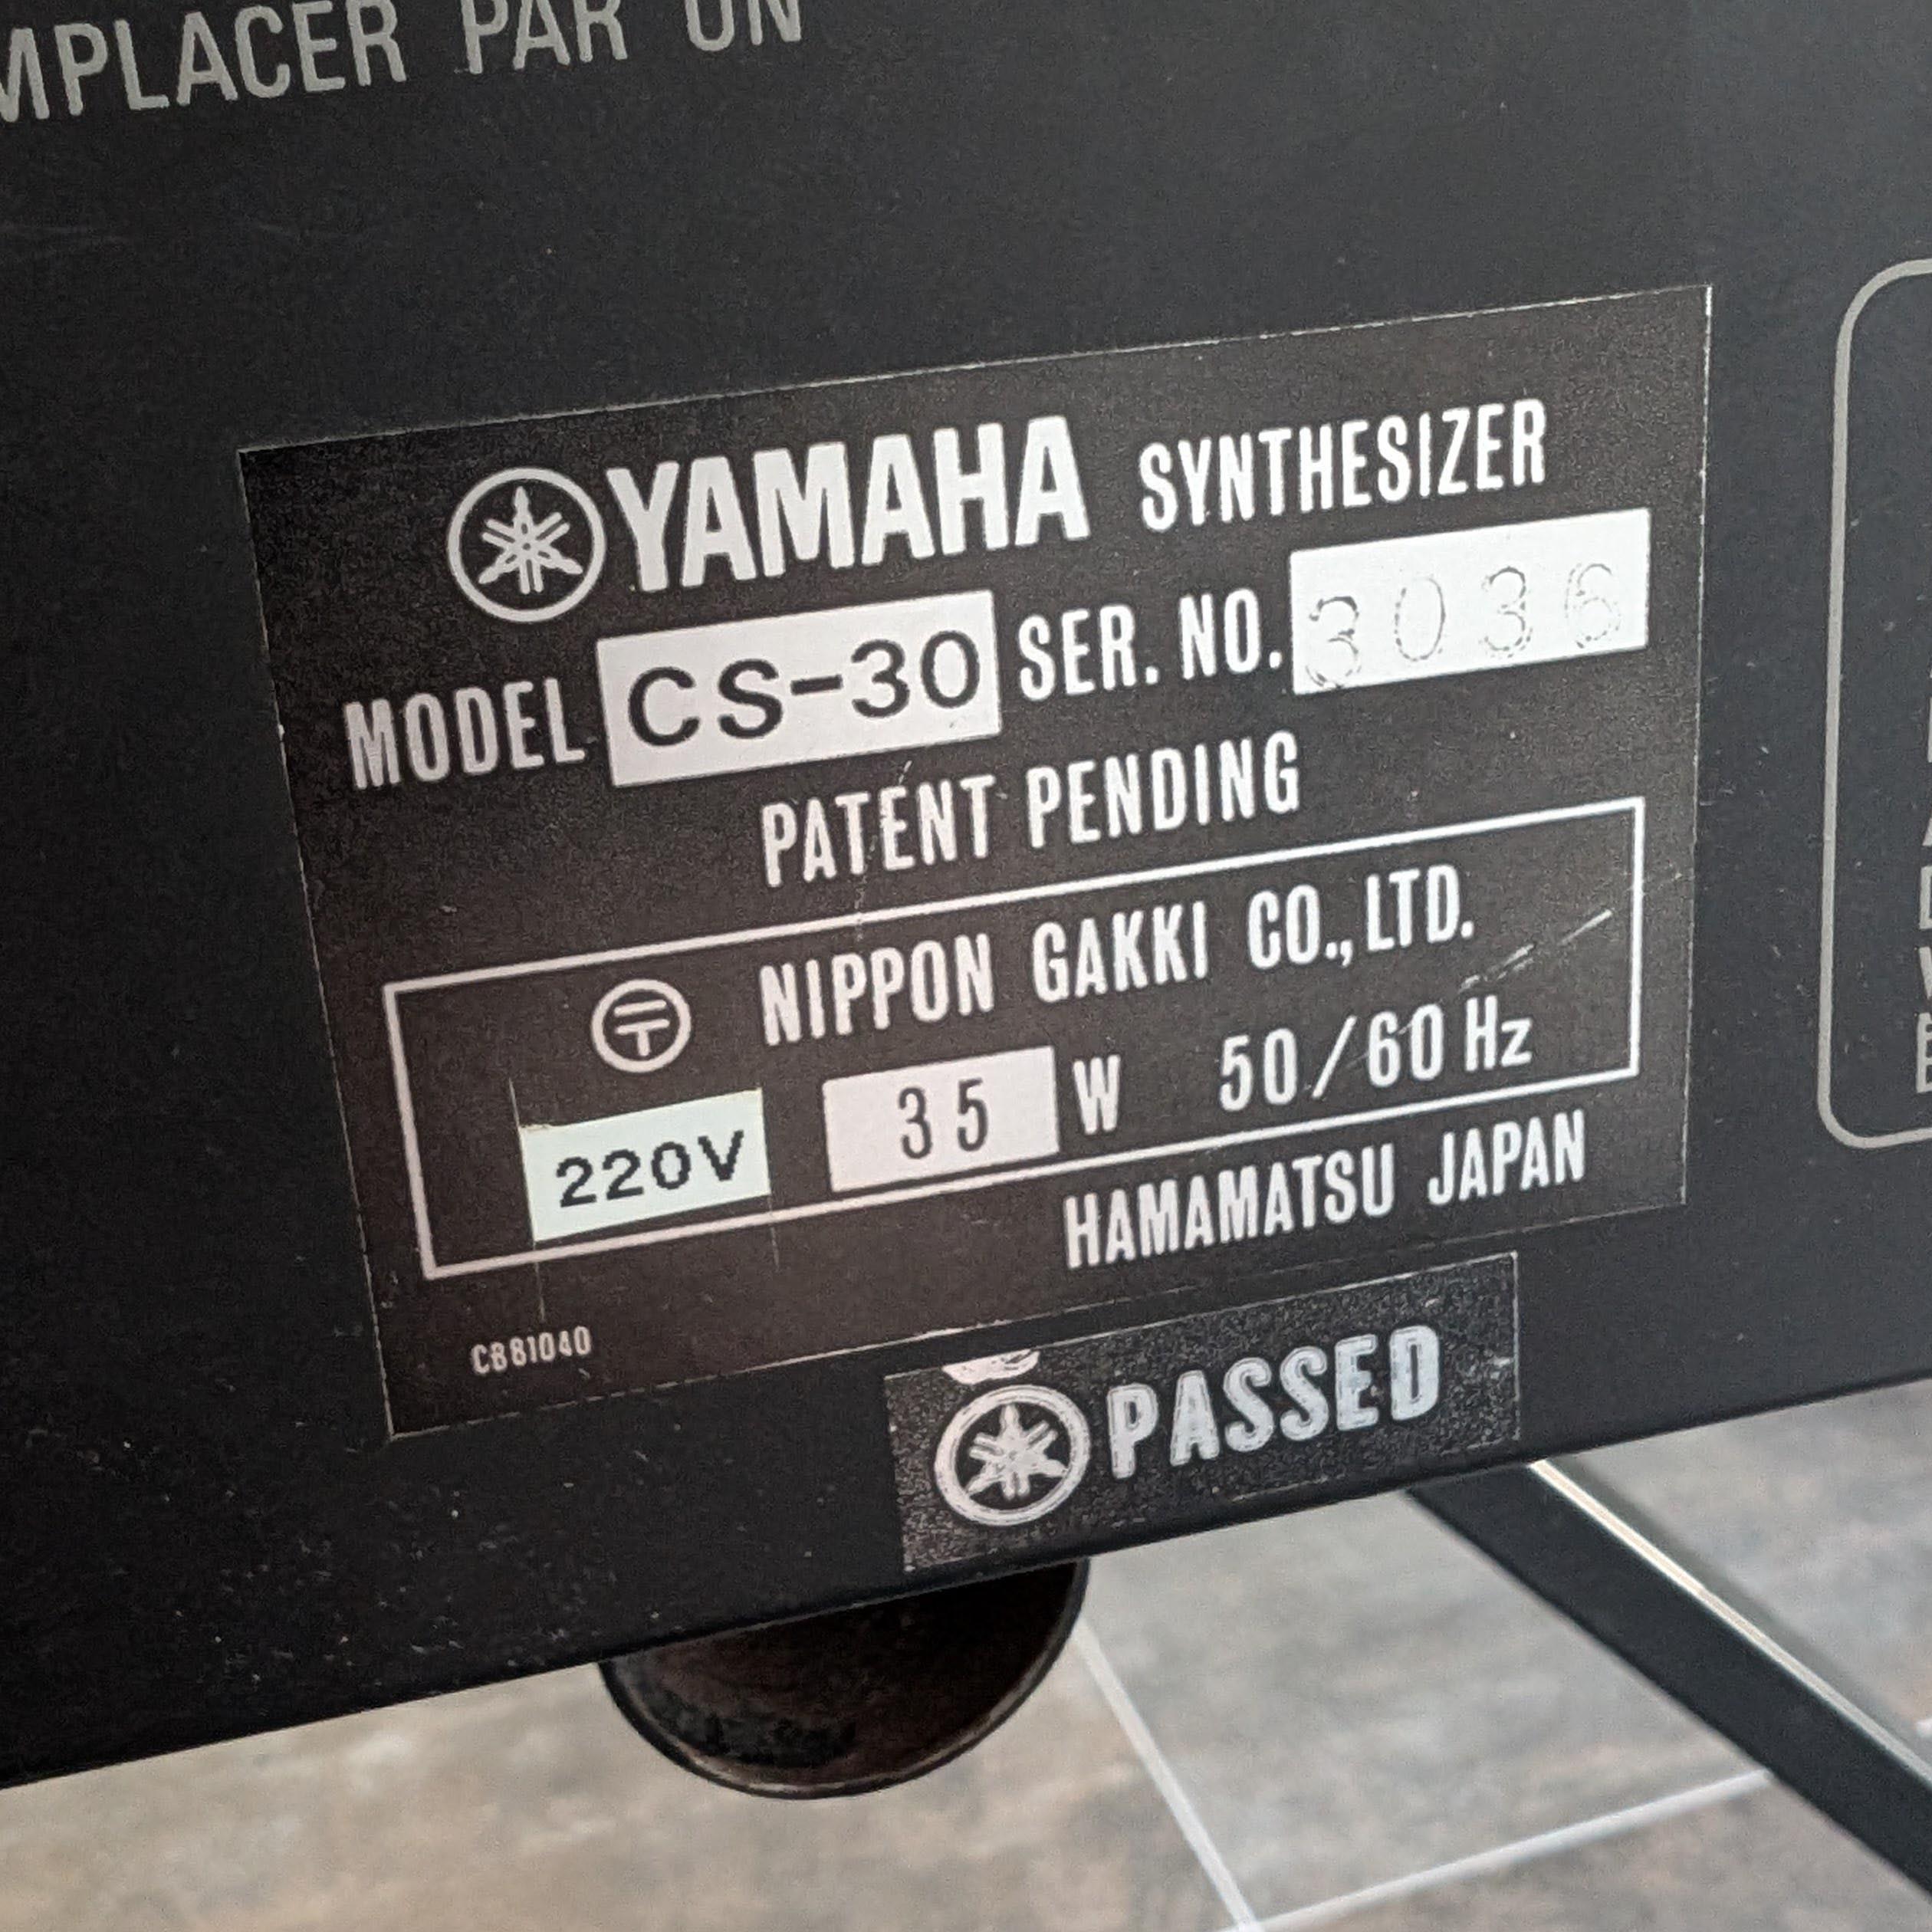 MPLACER PAR UN
YAMAHA SYNTHESIZER
MODEL CS-30 SER. NO. 3036
PATENT PENDING
NIPPON GAKKI CO., LTD.
220V 35 W 50/60 Hz
HAMAMATSU JAPAN
CB81040
PASSED